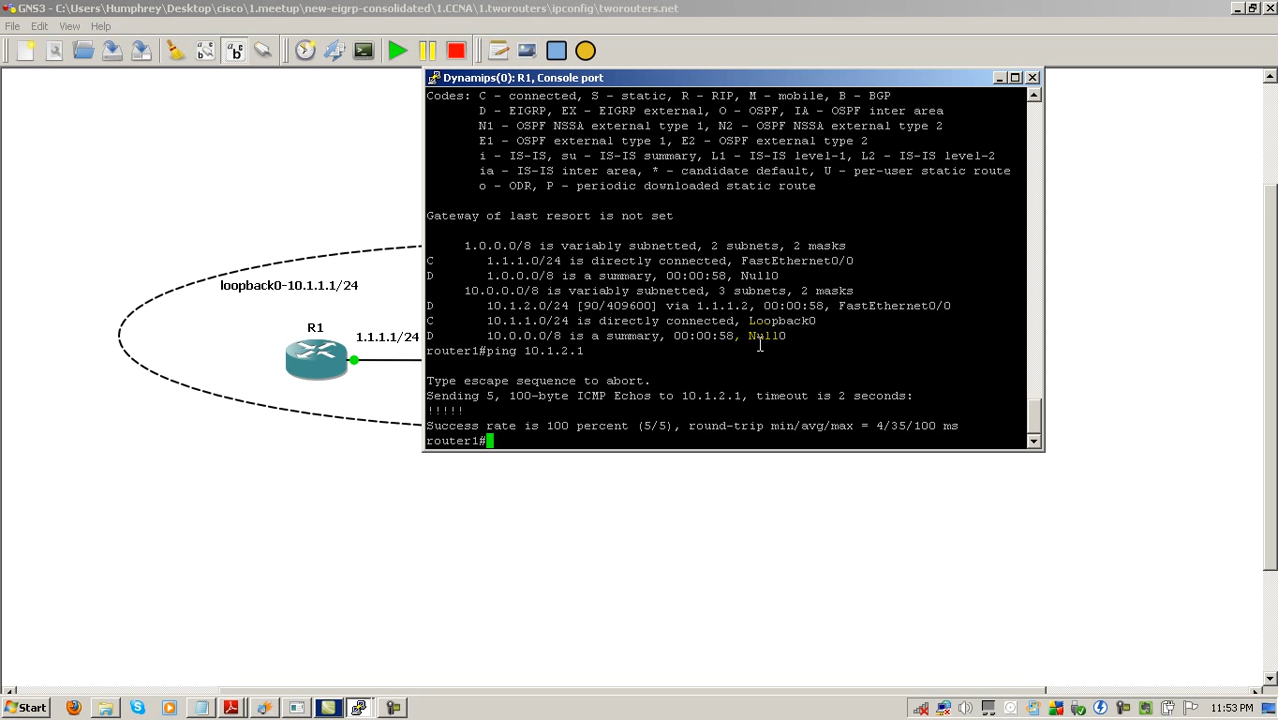 GNS3 - C:\Users\Humphrey\Desktop\cisco\1.meetup\new-eigrp-consolidated\1.CCNA\1.tworouters\ipconfig\tworouters.net
File Edit View Help
Dynamips(0): R1, Console port
Codes: C - connected, S - static, R - RIP, M - mobile, B - BGP
D - EIGRP, EX - EIGRP external, O - OSPF, IA - OSPF inter area
N1 - OSPF NSSA external type 1, N2 - OSPF NSSA external type 2
E1 - OSPF external type 1, E2 - OSPF external type 2
i - IS-IS, su - IS-IS summary, L1 - IS-IS level-1, L2 - IS-IS level-2
ia - IS-IS inter area, * - candidate default, U - per-user static route
o - ODR, P - periodic downloaded static route
Gateway of last resort is not set
1.0.0.0/8 is variably subnetted, 2 subnets, 2 masks
C 1.1.1.0/24 is directly connected, FastEthernet0/0
D 1.0.0.0/8 is a summary, 00:00:58, Null0
10.0.0.0/8 is variably subnetted, 3 subnets, 2 masks
D 10.1.2.0/24 [90/409600] via 1.1.1.2, 00:00:58, FastEthernet0/0
C 10.1.1.0/24 is directly connected, Loopback0
D 10.0.0.0/8 is a summary, 00:00:58, Null0
router1#ping 10.1.2.1
Type escape sequence to abort.
Sending 5, 100-byte ICMP Echos to 10.1.2.1, timeout is 2 seconds:
!!!!!
Success rate is 100 percent (5/5), round-trip min/avg/max = 4/35/100 ms
router1#
loopback0-10.1.1.1/24
R1
1.1.1.1/24
Start
11:53 PM